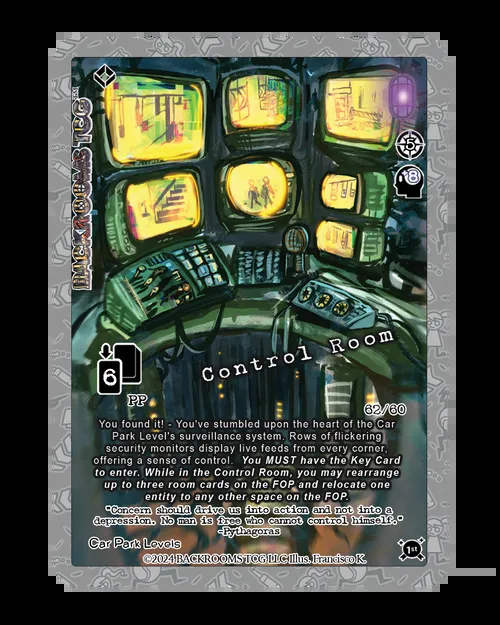 BACKROOMS TCG™
5
8
Control Room
6
PP
62/60
You found it! - You've stumbled upon the heart of the Car
Park Level's surveillance system. Rows of flickering
security monitors display live feeds from every corner,
offering a sense of control. You MUST have the Key Card
to enter. While in the Control Room, you may rearrange
up to three room cards on the FOP and relocate one
entity to any other space on the FOP.
"Concern should drive us into action and not into a
depression. No man is free who cannot control himself."
-Pythagoras
Car Park Levels
1st
©2024 BACKROOMS TCG LLC Illus. Francisco K.